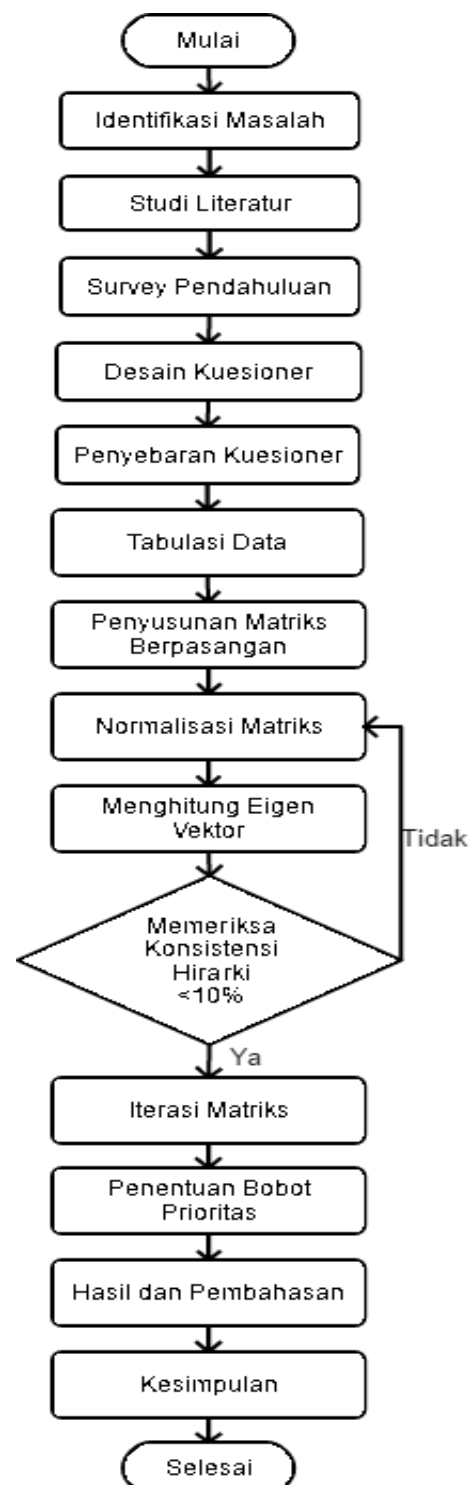 Mulai
Identifikasi Masalah
Studi Literatur
Survey Pendahuluan
Desain Kuesioner
Penyebaran Kuesioner
Tabulasi Data
Penyusunan Matriks
Berpasangan
Normalisasi Matriks
Menghitung Eigen
Vektor
Tidak
Memeriksa
Konsistensi
Hirarki
<10%
Ya
Iterasi Matriks
Penentuan Bobot
Prioritas
Hasil dan Pembahasan
Kesimpulan
Selesai